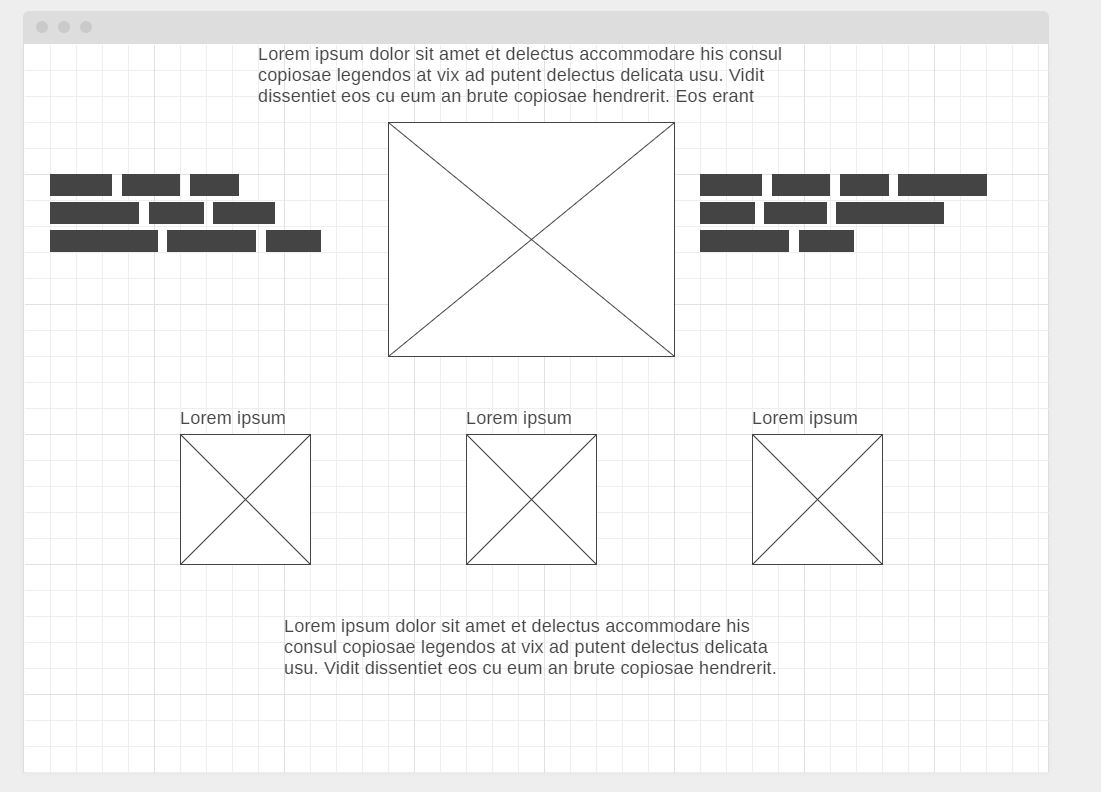 Lorem ipsum dolor sit amet et delectus accommodare his consul
copiosae legendos at vix ad putent delectus delicata usu. Vidit
dissentiet eos cu eum an brute copiosae hendrerit. Eos erant
Lorem ipsum
Lorem ipsum
Lorem ipsum
Lorem ipsum dolor sit amet et delectus accommodare his
consul copiosae legendos at vix ad putent delectus delicata
usu. Vidit dissentiet eos cu eum an brute copiosae hendrerit.